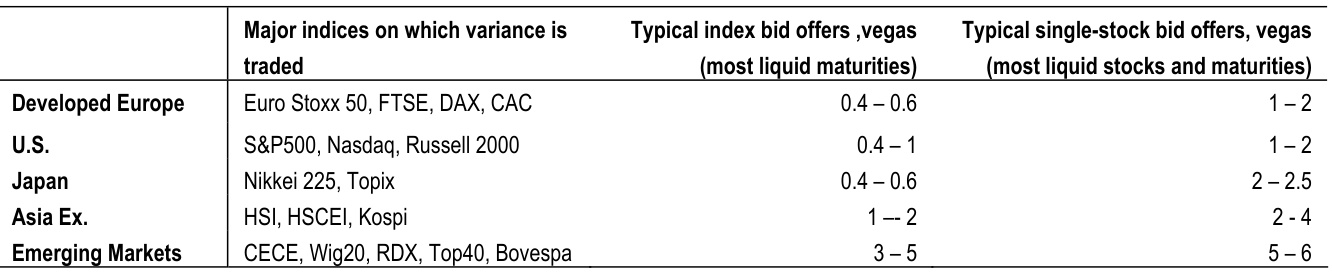 Major indices on which variance is traded Typical index bid offers ,vegas (most liquid maturities) Typical single-stock bid offers, vegas (most liquid stocks and maturities)
Developed Europe Euro Stoxx 50, FTSE, DAX, CAC 0.4 – 0.6 1 – 2
U.S. S&P500, Nasdaq, Russell 2000 0.4 – 1 1 – 2
Japan Nikkei 225, Topix 0.4 – 0.6 2 – 2.5
Asia Ex. HSI, HSCEI, Kospi 1 –- 2 2 - 4
Emerging Markets CECE, Wig20, RDX, Top40, Bovespa 3 – 5 5 – 6